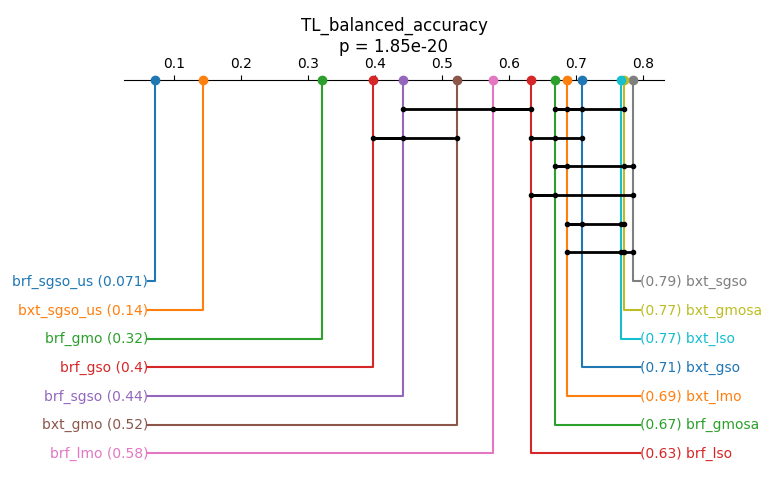 TL_balanced_accuracy
p = 1.85e-20
0.1 0.2 0.3 0.4 0.5 0.6 0.7 0.8
brf_sgso_us (0.071) (0.79) bxt_sgso
bxt_sgso_us (0.14) (0.77) bxt_gmosa
brf_gmo (0.32) (0.77) bxt_lso
brf_gso (0.4) (0.71) bxt_gso
brf_sgso (0.44) (0.69) bxt_lmo
bxt_gmo (0.52) (0.67) brf_gmosa
brf_lmo (0.58) (0.63) brf_lso